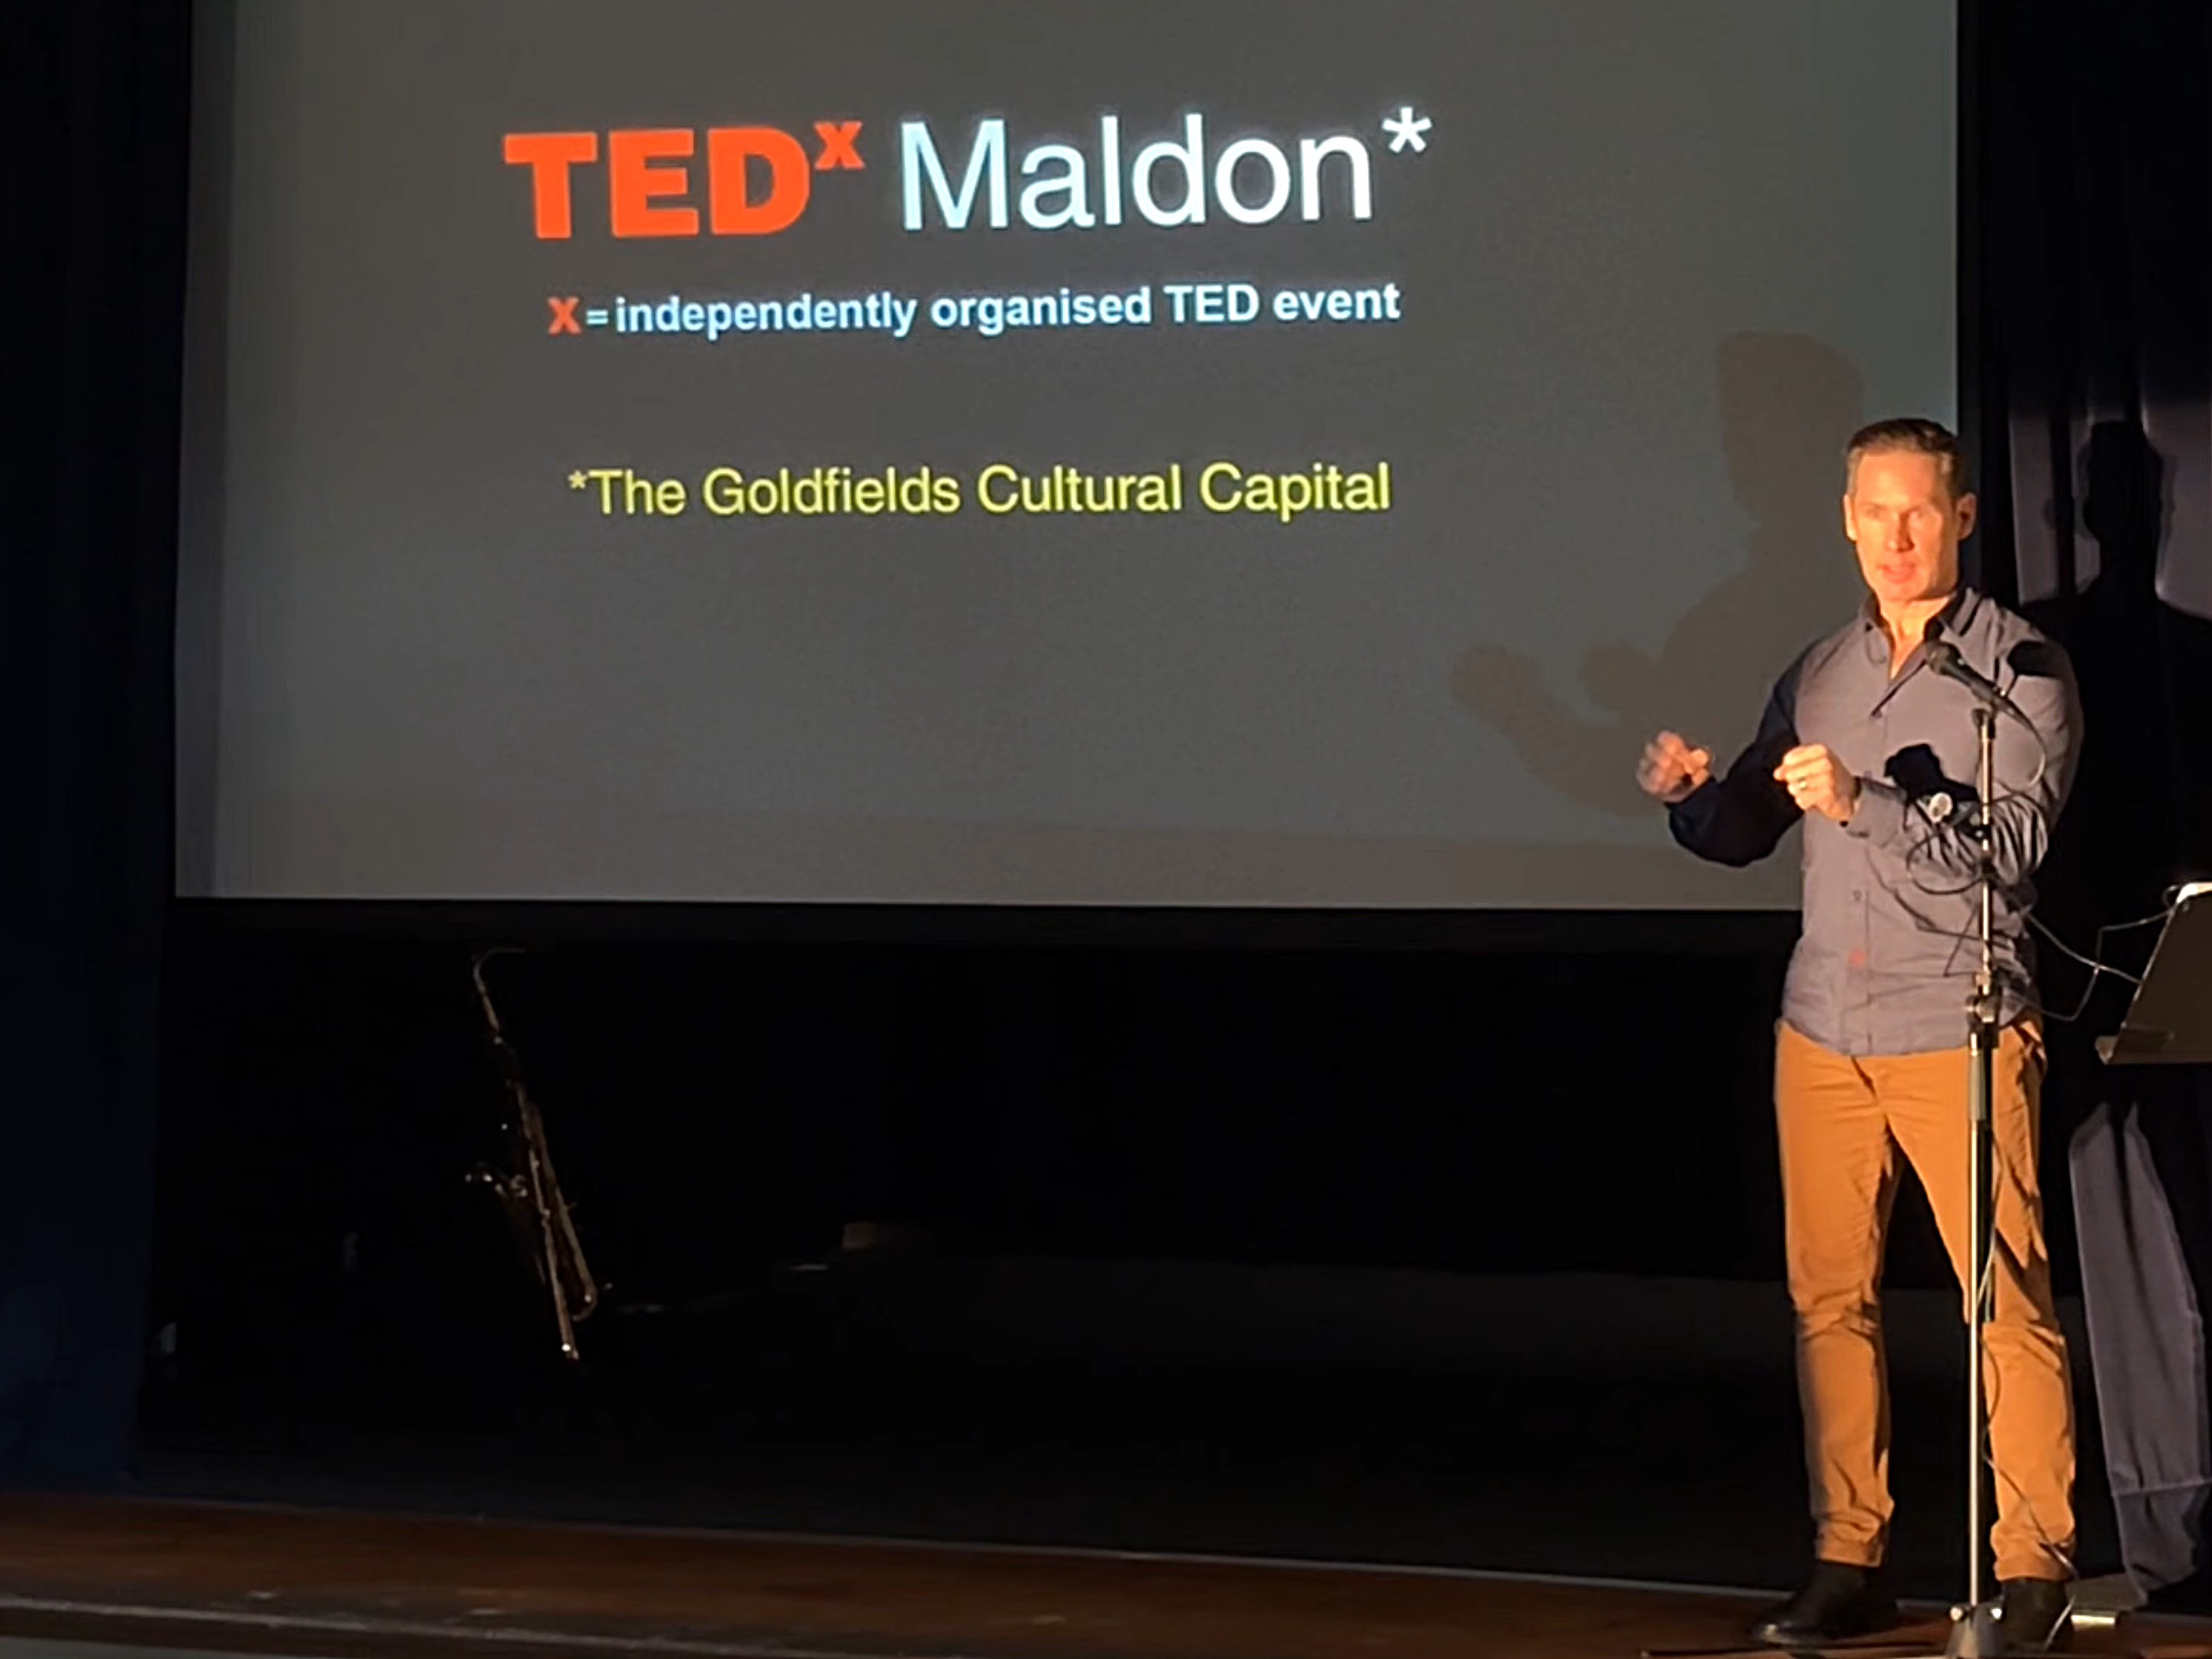 TEDx Maldon*
X = independently organised TED event
*The Goldfields Cultural Capital